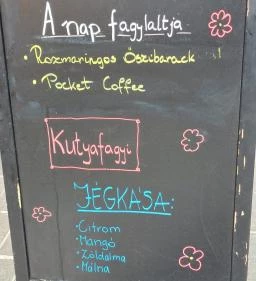 A nap fagylaltja
• Rozmaringos Őszibarack !
• Pocket Coffee
Kutyafagyi
JÉGKÁSA:
• Citrom
• Mangó
• Zöldalma
• Málna